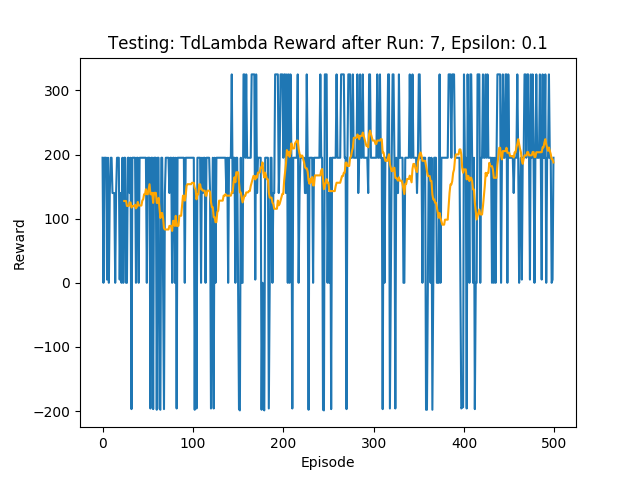 Testing: TdLambda Reward after Run: 7, Epsilon: 0.1
300
200
100
0
−100
−200
Reward
0 100 200 300 400 500
Episode